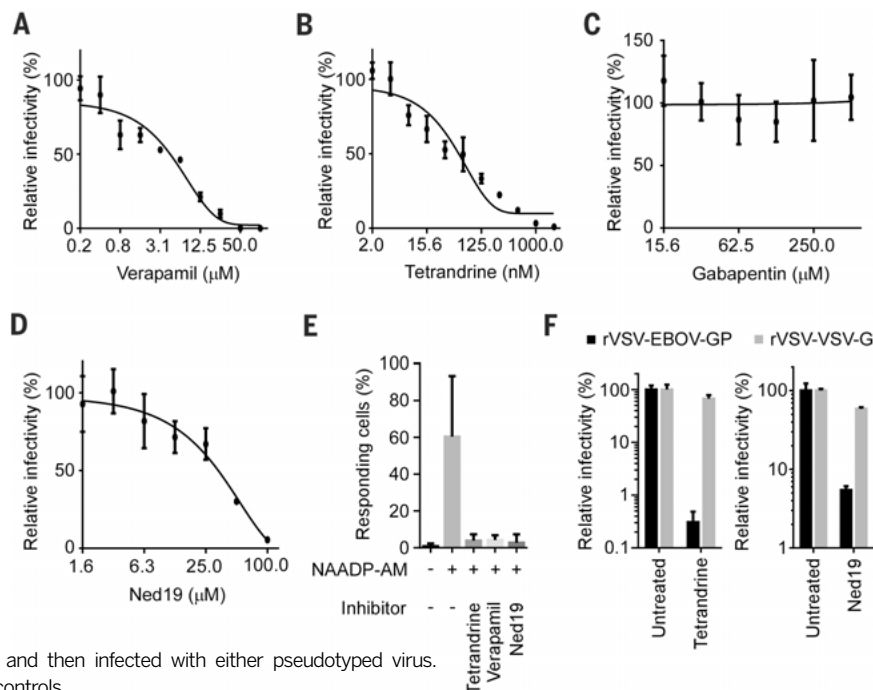 A
Relative infectivity (%)
100
50
0
0.2 0.8 3.1 12.5 50.0
Verapamil (μM)
B
Relative infectivity (%)
100
50
0
2.0 15.6 125.0 1000.0
Tetrandrine (nM)
C
Relative infectivity (%)
150
100
50
0
15.6 62.5 250.0
Gabapentin (μM)
D
Relative infectivity (%)
100
50
0
1.6 6.3 25.0 100.0
Ned19 (μM)
E
Responding cells (%)
100
80
60
40
20
0
NAADP-AM - + + + +
Inhibitor - - Tetrandrine Verapamil Ned19
F
rVSV-EBOV-GP rVSV-VSV-G
Relative infectivity (%)
100
10
1
0.1
Untreated
Tetrandrine
Relative infectivity (%)
100
10
1
Untreated
Ned19
and then infected with either pseudotyped virus.
controls